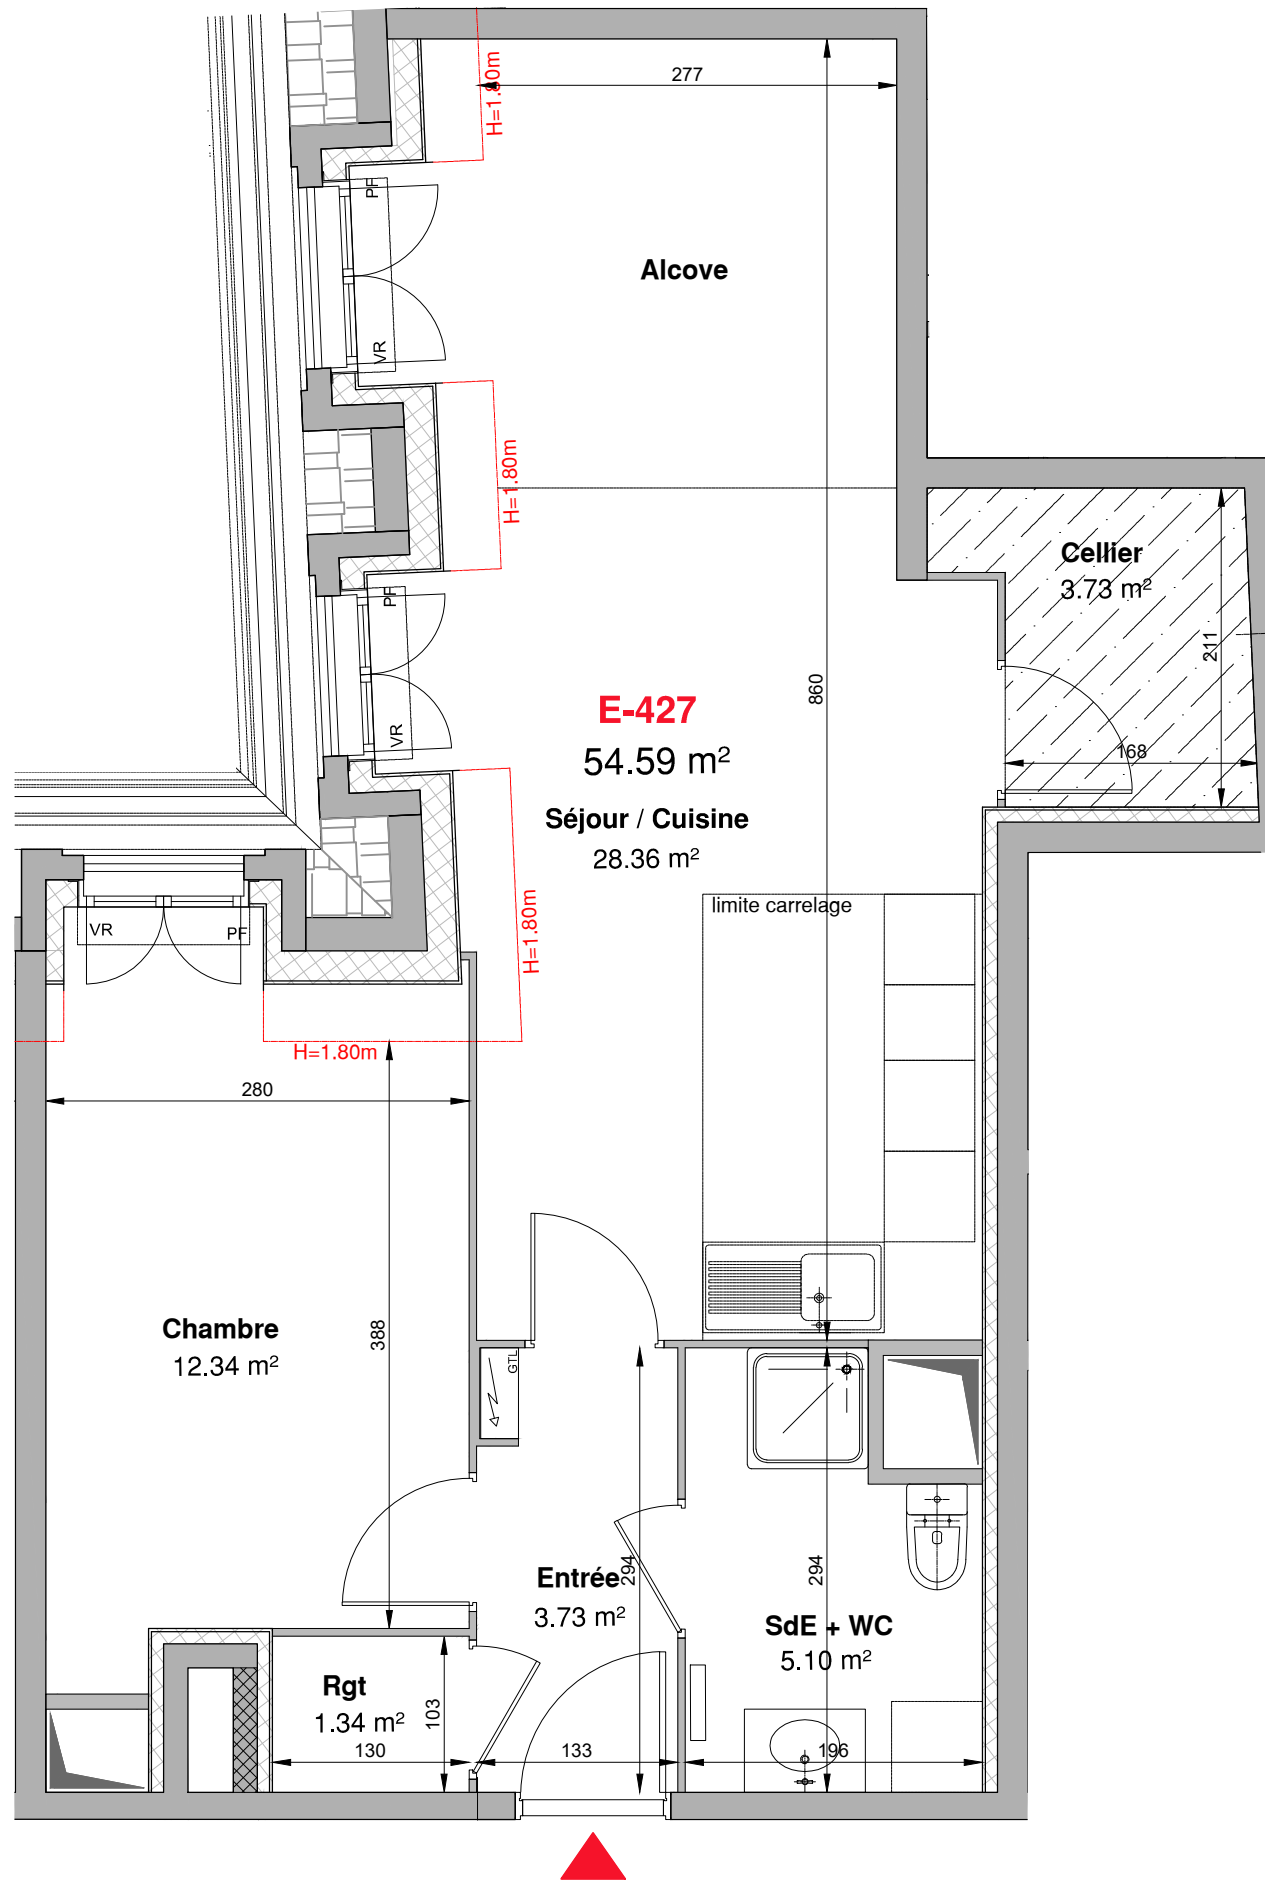 277
H=1.80m
PF
Alcove
VR
H=1.80m
Cellier
3.73 m²
PF
211
860
E-427
VR
168
54.59 m²
Séjour / Cuisine
28.36 m²
limite carrelage
VR
PF
H=1.80m
H=1.80m
280
Chambre
12.34 m²
388
GTL
294
294
Entrée
3.73 m²
SdE + WC
5.10 m²
Rgt
1.34 m²
103
130
133
196